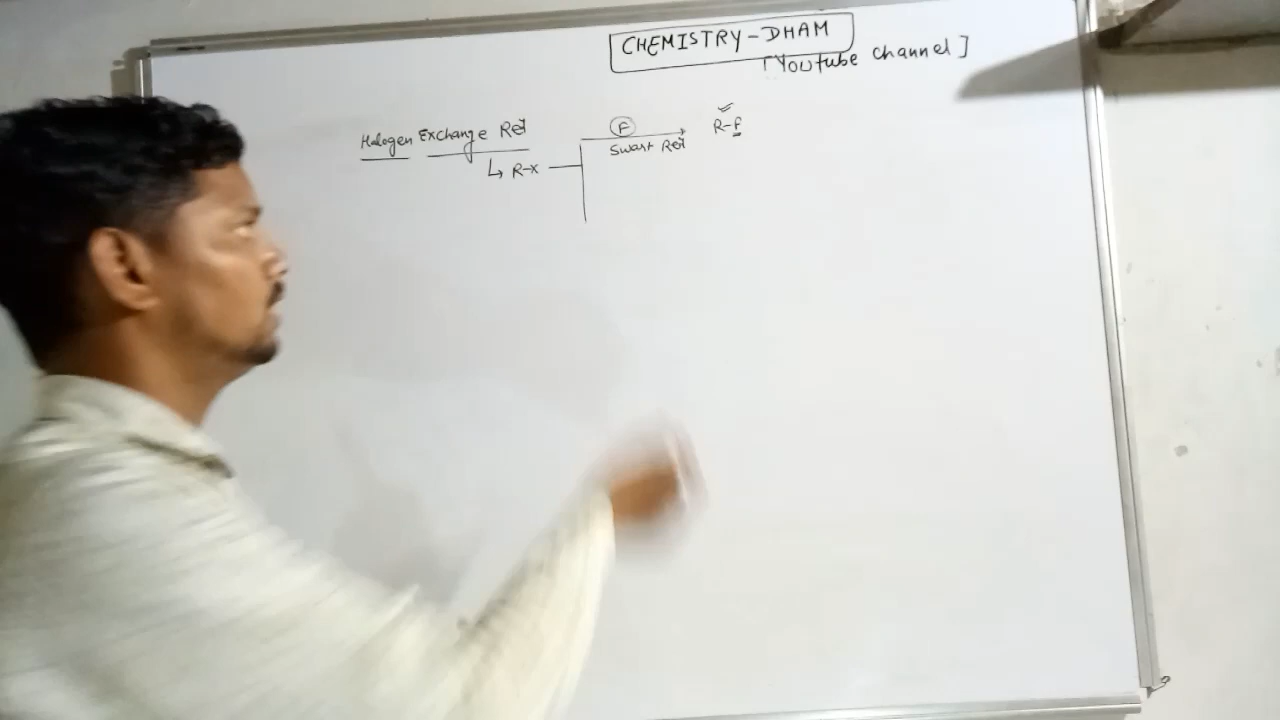 CHEMISTRY-DHAM
[Youtube channel]
Halogen Exchange Rxⁿ
↳ R-x
F
Swart Rxⁿ
R-F